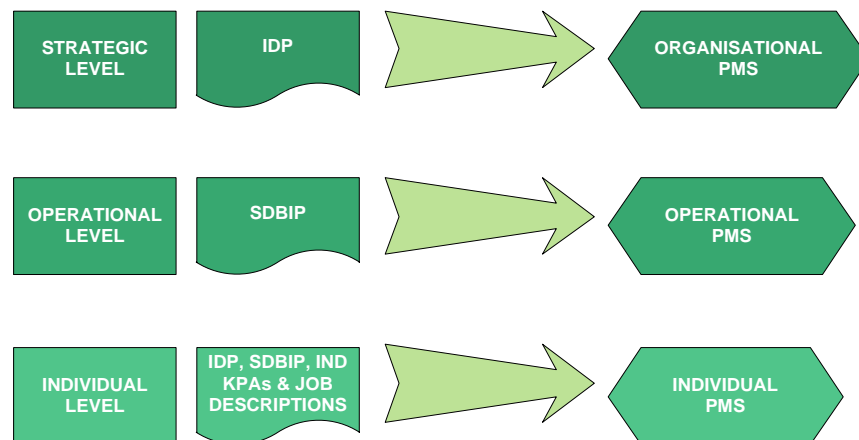 STRATEGIC
LEVEL
IDP
ORGANISATIONAL
PMS
OPERATIONAL
LEVEL
SDBIP
OPERATIONAL
PMS
INDIVIDUAL
LEVEL
IDP, SDBIP, IND
KPAs & JOB
DESCRIPTIONS
INDIVIDUAL
PMS